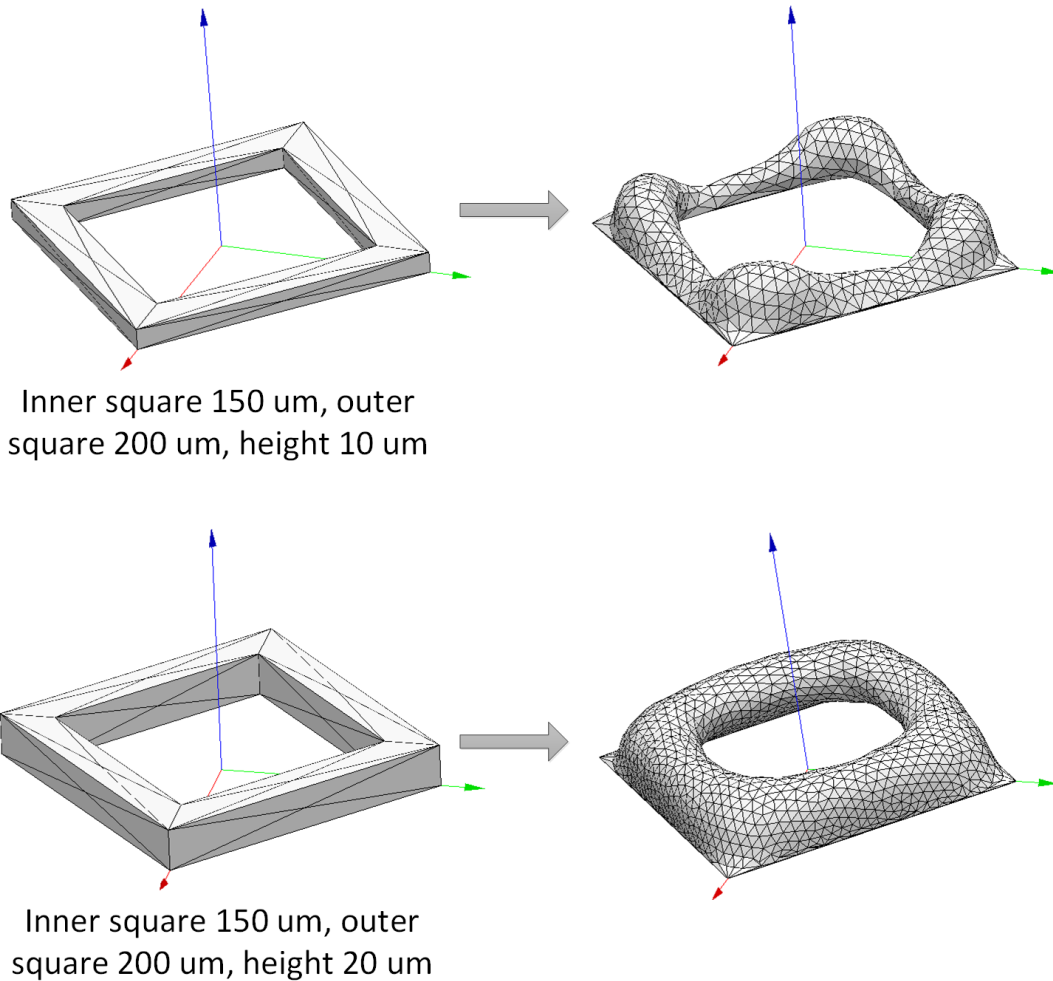 Inner square 150 um, outer
square 200 um, height 10 um
Inner square 150 um, outer
square 200 um, height 20 um